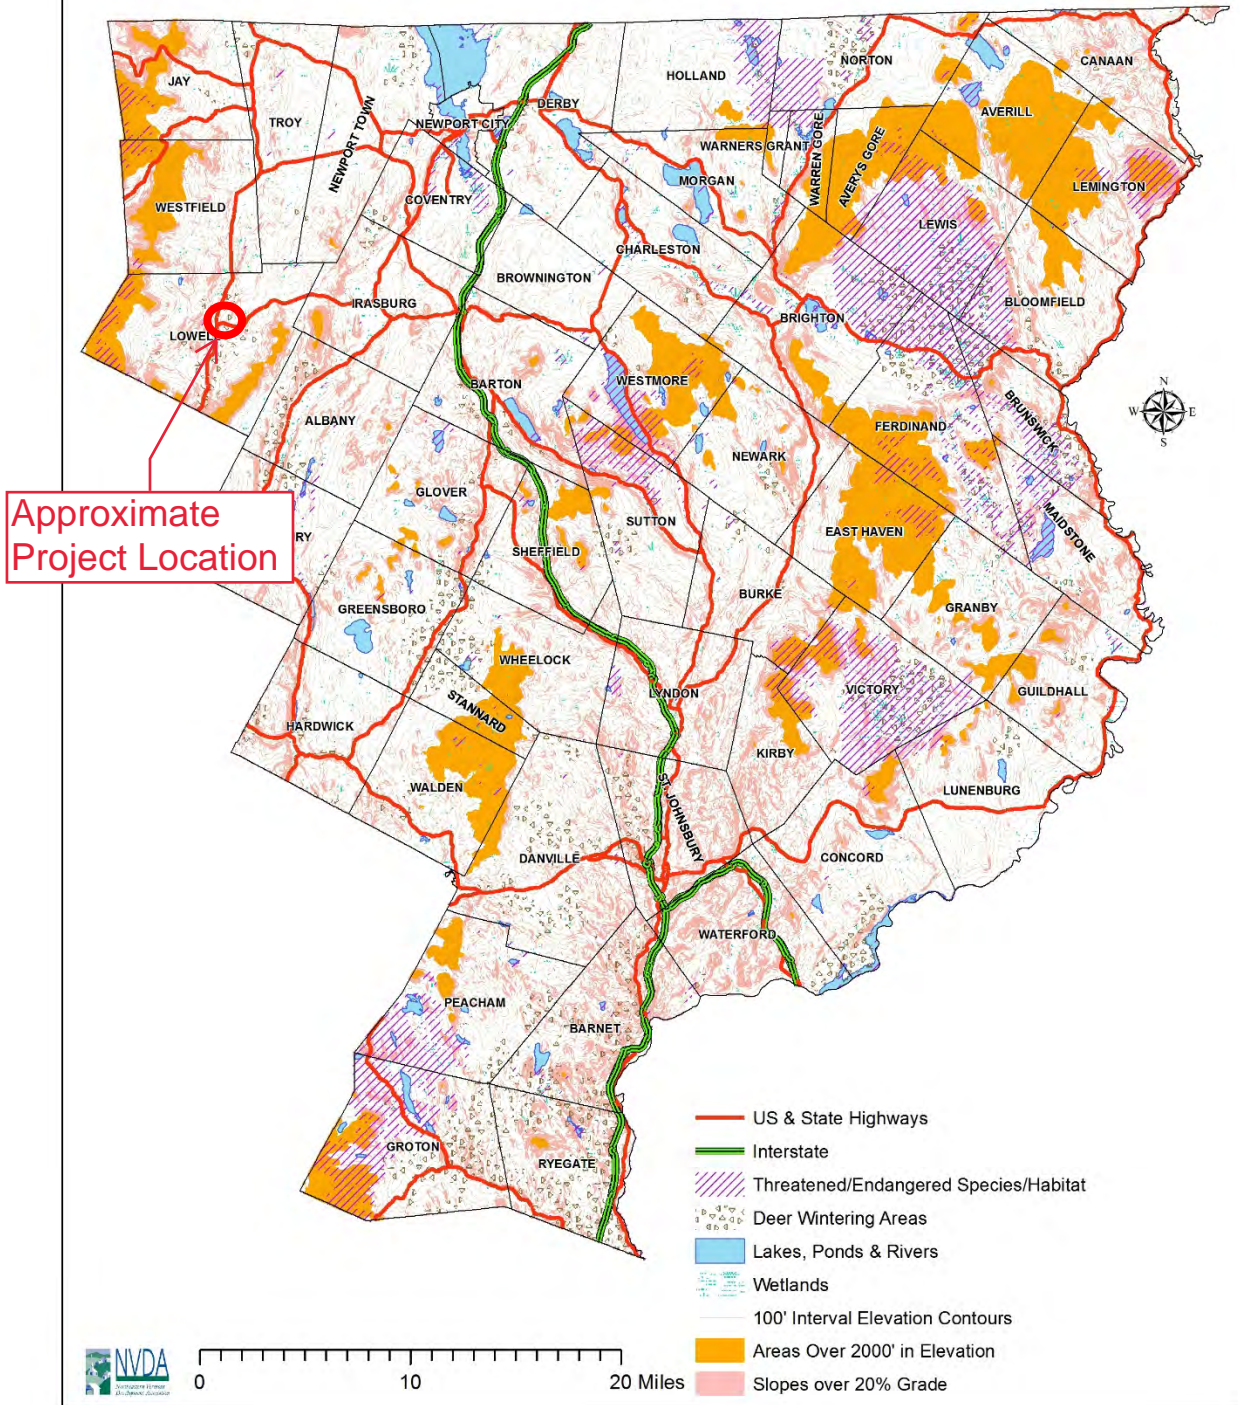 JAY
TROY
NEWPORT TOWN
NEWPORT CITY
DERBY
HOLLAND
NORTON
CANAAN
AVERILL
WARNERS GRANT
WARREN GORE
AVERYS GORE
LEMINGTON
MORGAN
WESTFIELD
COVENTRY
LEWIS
CHARLESTON
BROWNINGTON
BLOOMFIELD
IRASBURG
BRIGHTON
LOWEL
BARTON
WESTMORE
BRUNSWICK
N
W E
S
ALBANY
FERDINAND
NEWARK
GLOVER
Approximate
Project Location
RY
SUTTON
EAST HAVEN
MAIDSTONE
SHEFFIELD
BURKE
GREENSBORO
GRANBY
WHEELOCK
LYNDON
VICTORY
GUILDHALL
STANNARD
HARDWICK
KIRBY
WALDEN
ST. JOHNSBURY
LUNENBURG
DANVILLE
CONCORD
WATERFORD
PEACHAM
BARNET
GROTON
RYEGATE
US & State Highways
Interstate
Threatened/Endangered Species/Habitat
Deer Wintering Areas
Lakes, Ponds & Rivers
Wetlands
100' Interval Elevation Contours
Areas Over 2000' in Elevation
Slopes over 20% Grade
NVDA
0 10 20 Miles